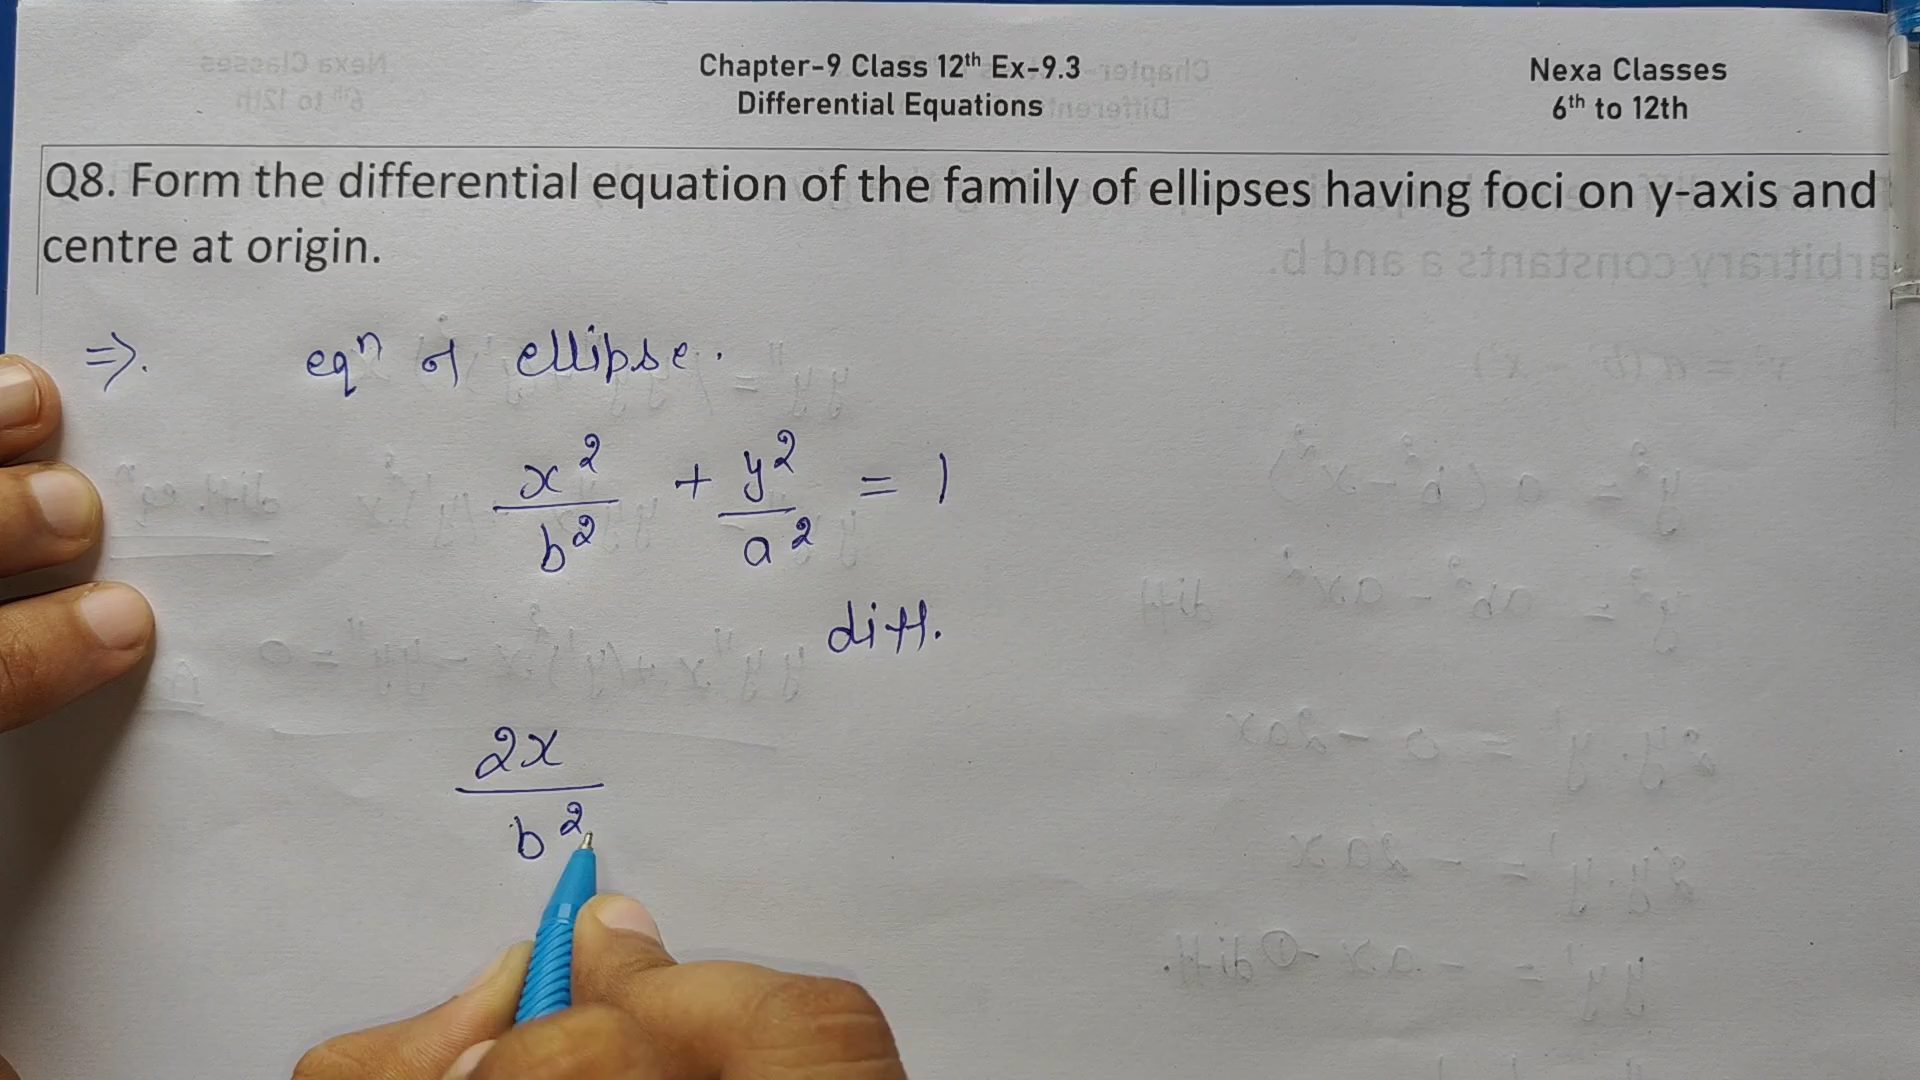 Chapter-9 Class 12th Ex-9.3
Differential Equations
Nexa Classes
6th to 12th
Q8. Form the differential equation of the family of ellipses having foci on y-axis and
centre at origin.
⇒. eqⁿ of ellipse.
x²/b² + y²/a² = 1
diff.
2x/b²